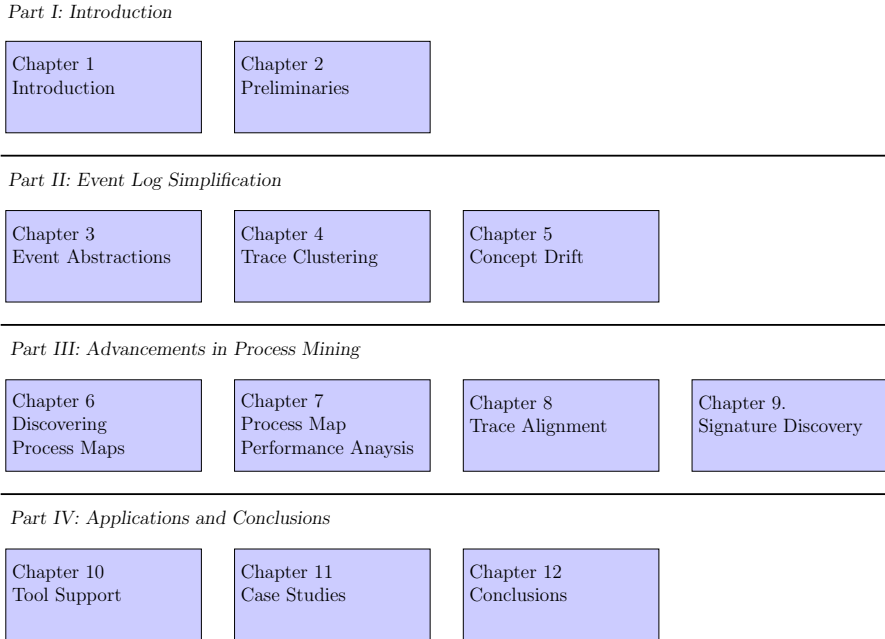 Part I: Introduction
Chapter 1
Introduction
Chapter 2
Preliminaries
Part II: Event Log Simplification
Chapter 3
Event Abstractions
Chapter 4
Trace Clustering
Chapter 5
Concept Drift
Part III: Advancements in Process Mining
Chapter 6
Discovering
Process Maps
Chapter 7
Process Map
Performance Anaysis
Chapter 8
Trace Alignment
Chapter 9.
Signature Discovery
Part IV: Applications and Conclusions
Chapter 10
Tool Support
Chapter 11
Case Studies
Chapter 12
Conclusions